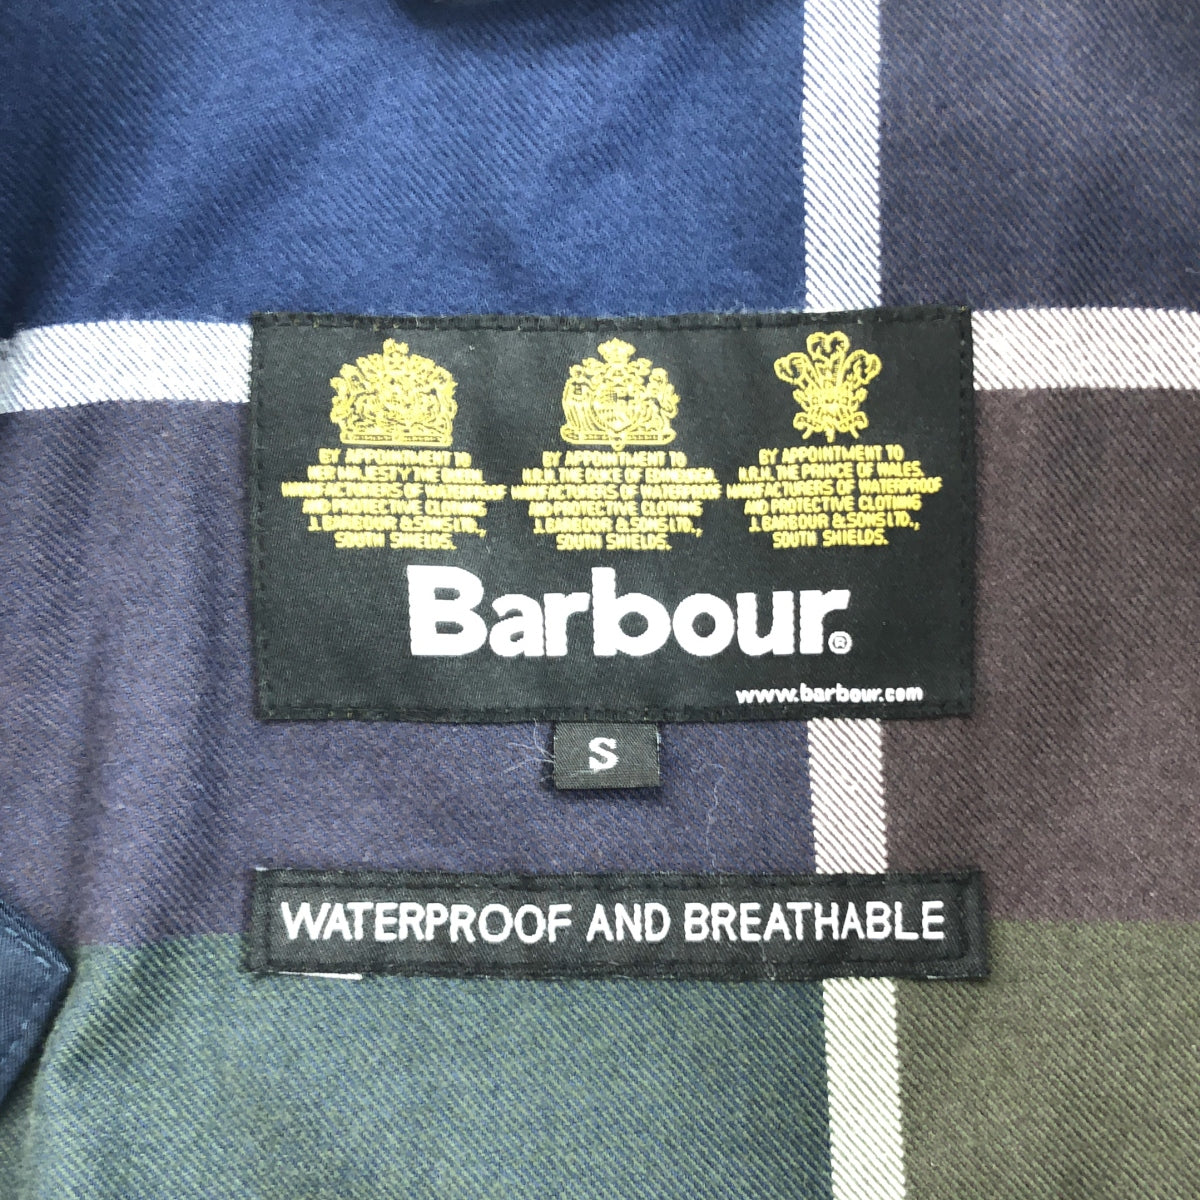 BY APPOINTMENT TO
HER MAJESTY THE QUEEN
MANUFACTURERS OF WATERPROOF
AND PROTECTIVE CLOTHING
J. BARBOUR & SONS LTD.,
SOUTH SHIELDS.
BY APPOINTMENT TO
H.R.H. THE DUKE OF EDINBURGH
MANUFACTURERS OF WATERPROOF
AND PROTECTIVE CLOTHING
J. BARBOUR & SONS LTD.,
SOUTH SHIELDS.
BY APPOINTMENT TO
H.R.H. THE PRINCE OF WALES.
MANUFACTURERS OF WATERPROOF
AND PROTECTIVE CLOTHING
J. BARBOUR & SONS LTD.,
SOUTH SHIELDS.
Barbour®
www.barbour.com
S
WATERPROOF AND BREATHABLE